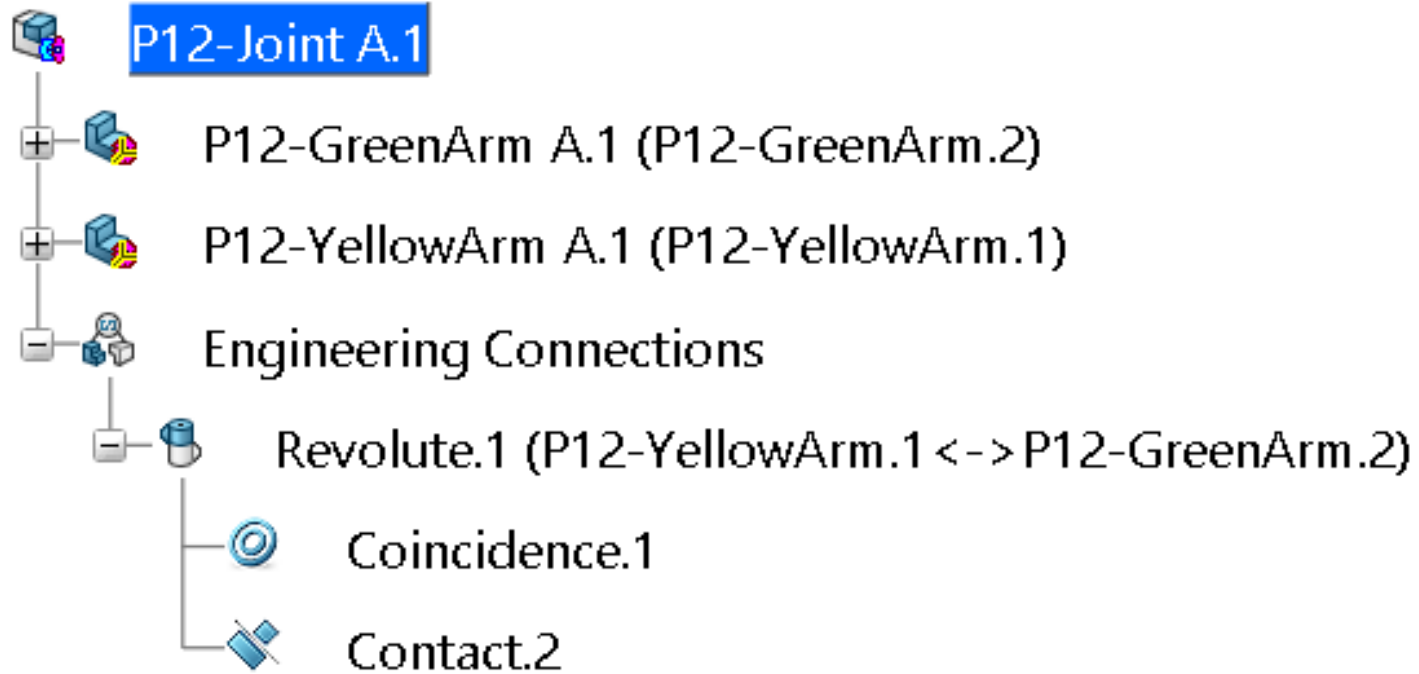 P12-Joint A.1
P12-GreenArm A.1 (P12-GreenArm.2)
P12-YellowArm A.1 (P12-YellowArm.1)
Engineering Connections
Revolute.1 (P12-YellowArm.1<->P12-GreenArm.2)
Coincidence.1
Contact.2